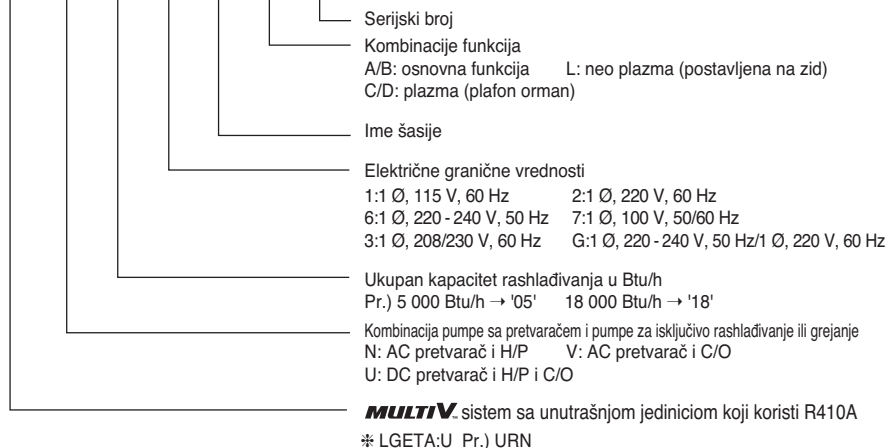 Serijski broj
Kombinacije funkcija
A/B: osnovna funkcija L: neo plazma (postavljena na zid)
C/D: plazma (plafon orman)
Ime šasije
Električne granične vrednosti
1:1 Ø, 115 V, 60 Hz 2:1 Ø, 220 V, 60 Hz
6:1 Ø, 220 - 240 V, 50 Hz 7:1 Ø, 100 V, 50/60 Hz
3:1 Ø, 208/230 V, 60 Hz G:1 Ø, 220 - 240 V, 50 Hz/1 Ø, 220 V, 60 Hz
Ukupan kapacitet rashlađivanja u Btu/h
Pr.) 5 000 Btu/h → '05' 18 000 Btu/h → '18'
Kombinacija pumpe sa pretvaračem i pumpe za isključivo rashlađivanje ili grejanje
N: AC pretvarač i H/P V: AC pretvarač i C/O
U: DC pretvarač i H/P i C/O
MULTI V. sistem sa unutrašnjom jediniciom koji koristi R410A
❈ LGETA:U Pr.) URN